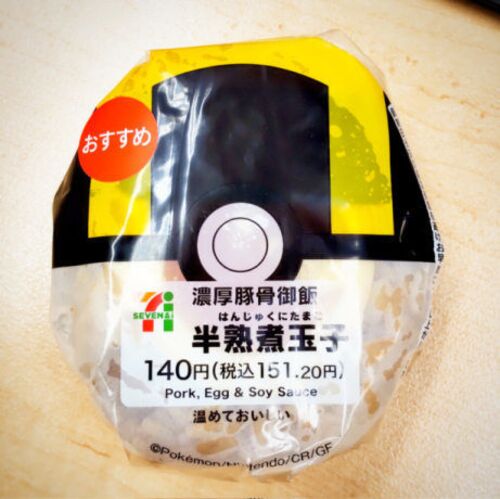 おすすめ
濃厚豚骨御飯
はんじゅくにたまご
半熟煮玉子
SEVEN&i
140円(税込151.20円)
Pork, Egg & Soy Sauce
温めておいしい
©Pokémon/Nintendo/CR/GF